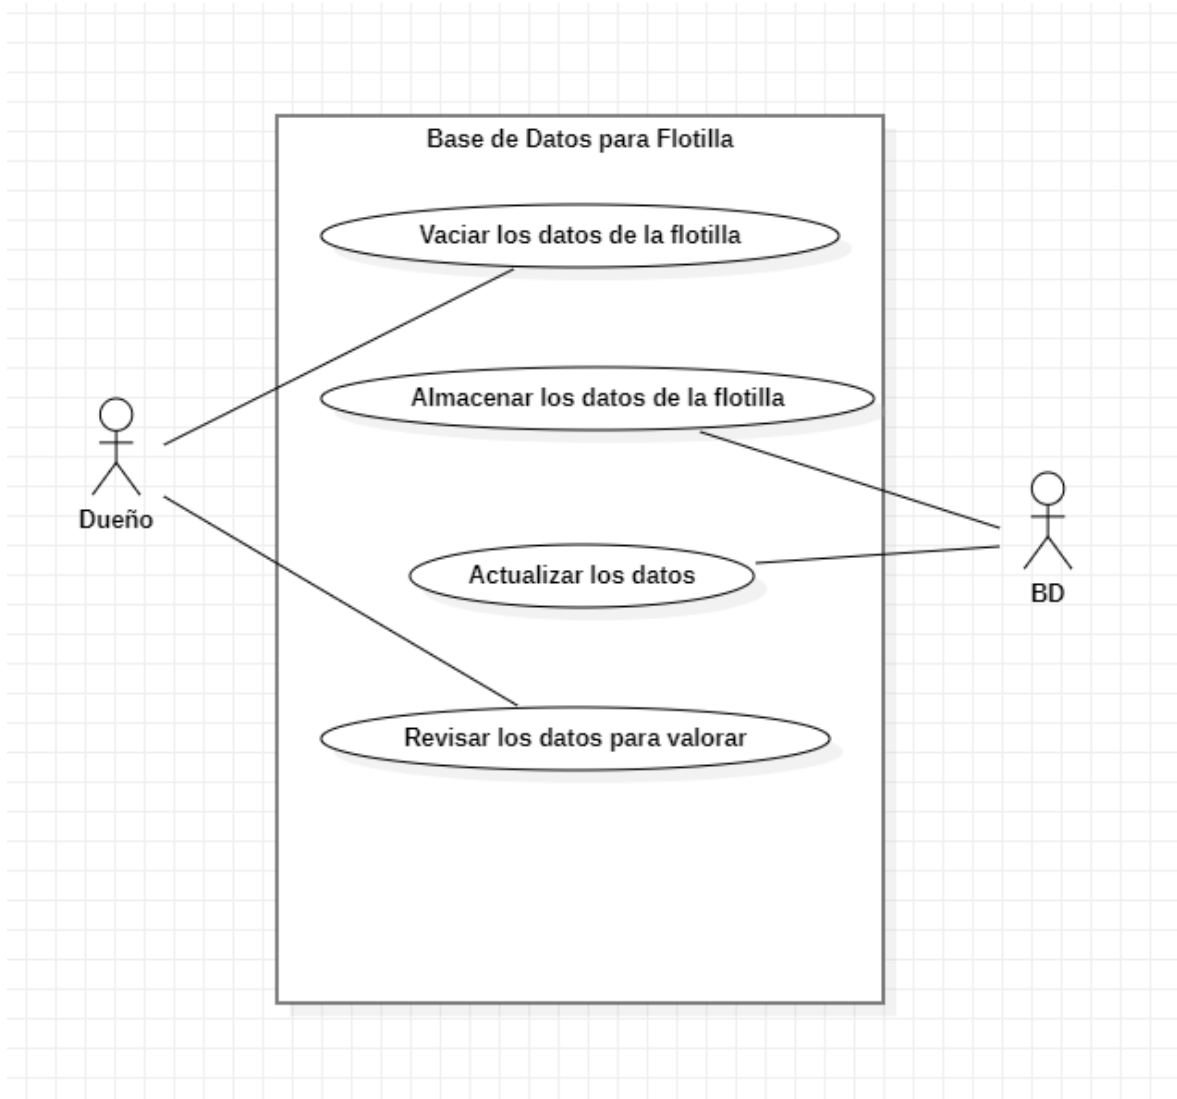 Base de Datos para Flotilla
Vaciar los datos de la flotilla
Almacenar los datos de la flotilla
Dueño
Actualizar los datos
BD
Revisar los datos para valorar